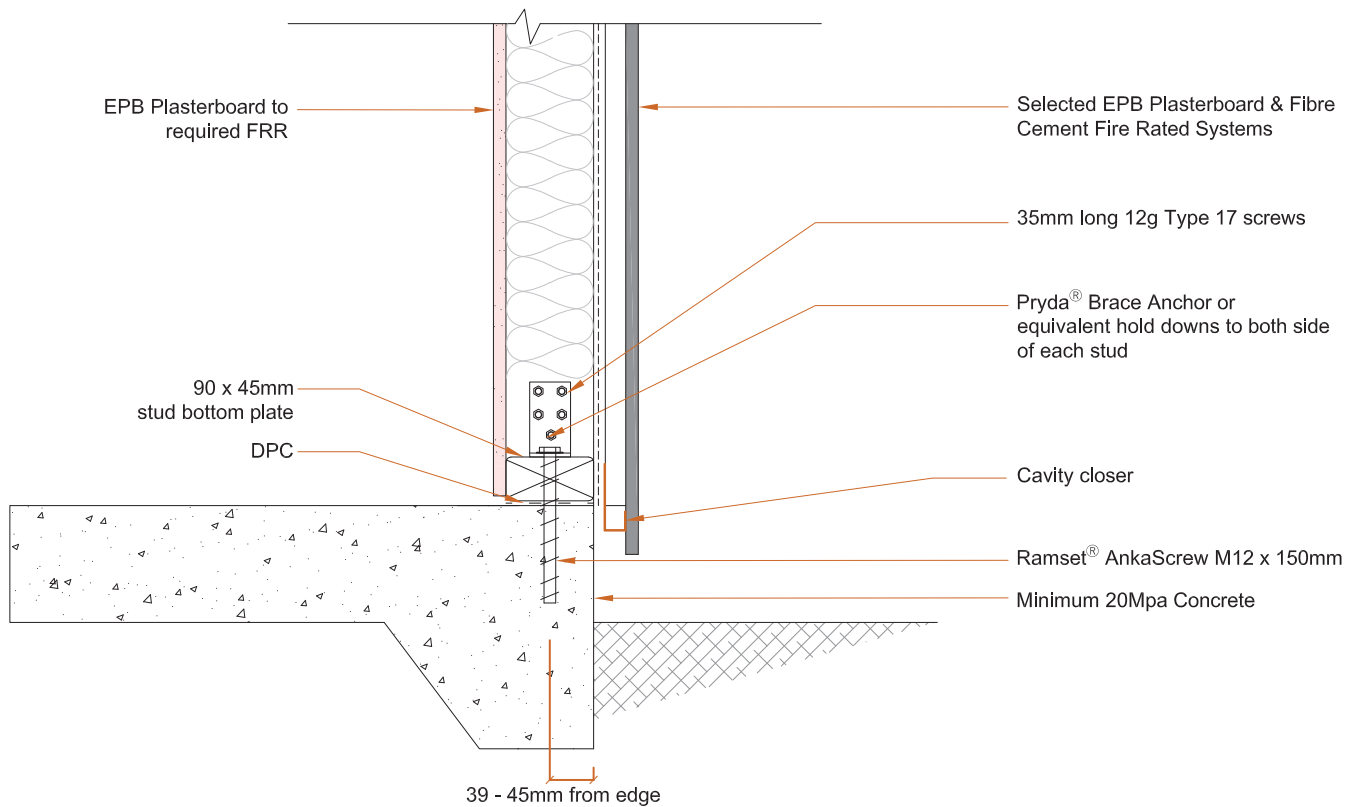 EPB Plasterboard to
required FRR
90 x 45mm
stud bottom plate
DPC
Selected EPB Plasterboard & Fibre
Cement Fire Rated Systems
35mm long 12g Type 17 screws
Pryda® Brace Anchor or
equivalent hold downs to both side
of each stud
Cavity closer
Ramset® AnkaScrew M12 x 150mm
Minimum 20Mpa Concrete
39 - 45mm from edge